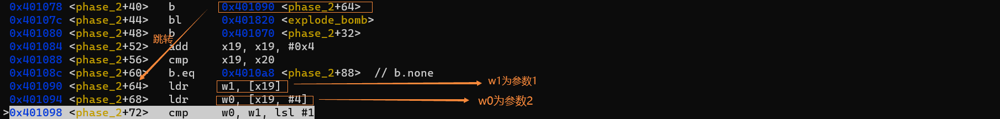 0x401078 <phase_2+40> b 0x401090 <phase_2+64>
0x40107c <phase_2+44> bl 0x401820 <explode_bomb>
0x401080 <phase_2+48> b 0x401070 <phase_2+32>
跳转
0x401084 <phase_2+52> add x19, x19, #0x4
0x401088 <phase_2+56> cmp x19, x20
0x40108c <phase_2+60> b.eq 0x4010a8 <phase_2+88> // b.none
0x401090 <phase_2+64> ldr w1, [x19] w1为参数1
0x401094 <phase_2+68> ldr w0, [x19, #4] w0为参数2
>0x401098 <phase_2+72> cmp w0, w1, lsl #1